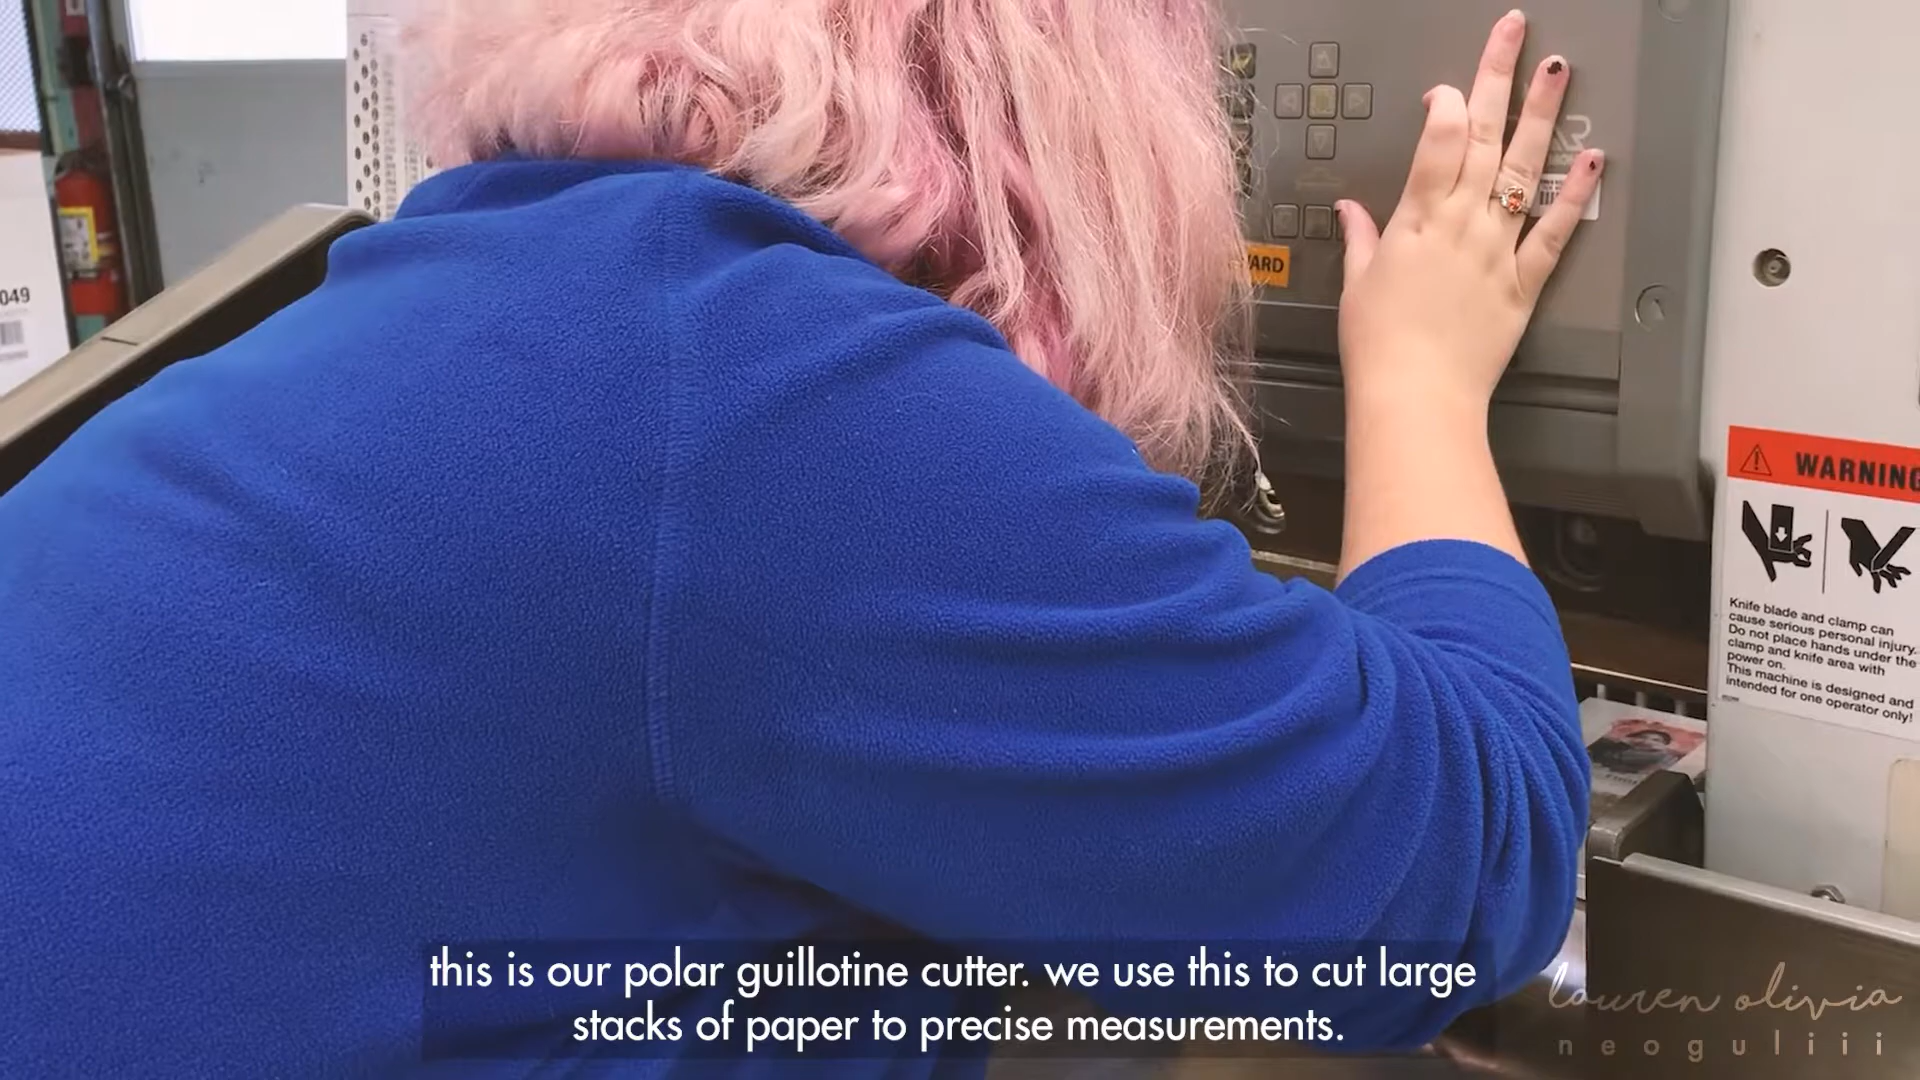 049
WARD
WARNING
Knife blade and clamp can
cause serious personal injury.
Do not place hands under the
clamp and knife area with
power on.
This machine is designed and
intended for one operator only!
this is our polar guillotine cutter. we use this to cut large
stacks of paper to precise measurements.
lauren olivia
neoguliii